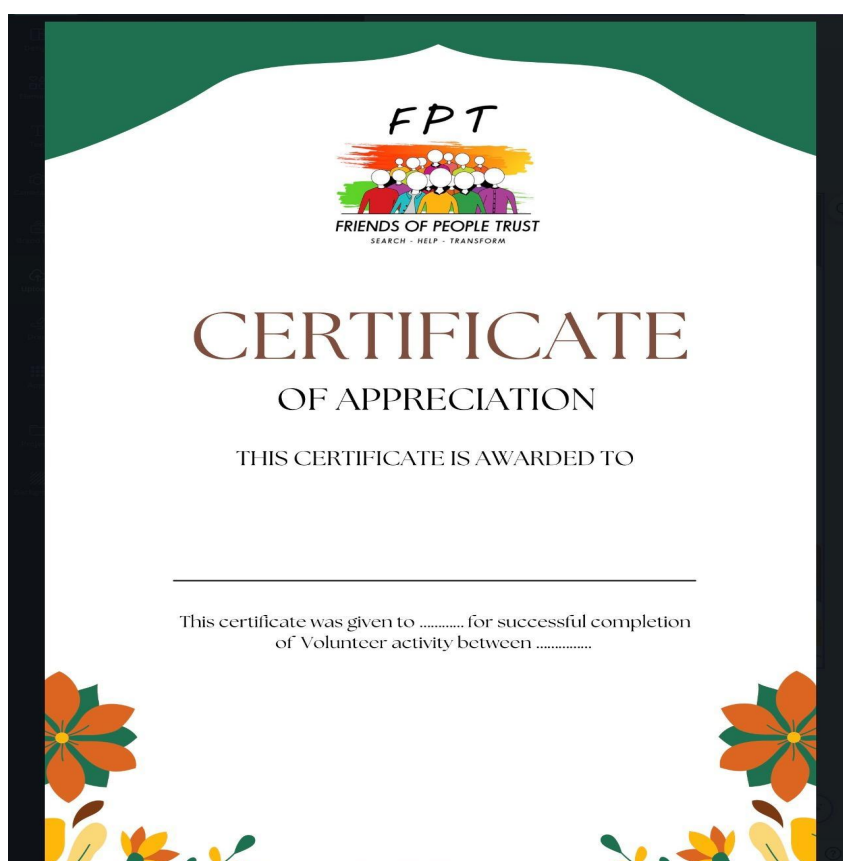 FPT
FRIENDS OF PEOPLE TRUST
SEARCH - HELP - TRANSFORM
CERTIFICATE
OF APPRECIATION
THIS CERTIFICATE IS AWARDED TO
This certificate was given to ............ for successful completion
of Volunteer activity between ...............